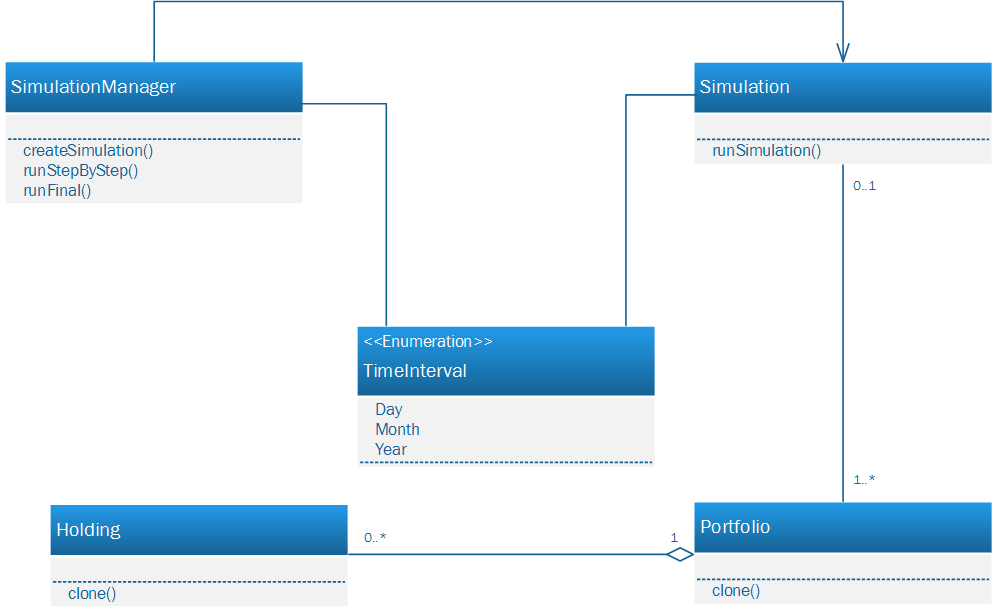 SimulationManager
createSimulation()
runStepByStep()
runFinal()
Simulation
runSimulation()
0..1
<<Enumeration>>
TimeInterval
Day
Month
Year
1..*
Holding
clone()
0..*
1
Portfolio
clone()